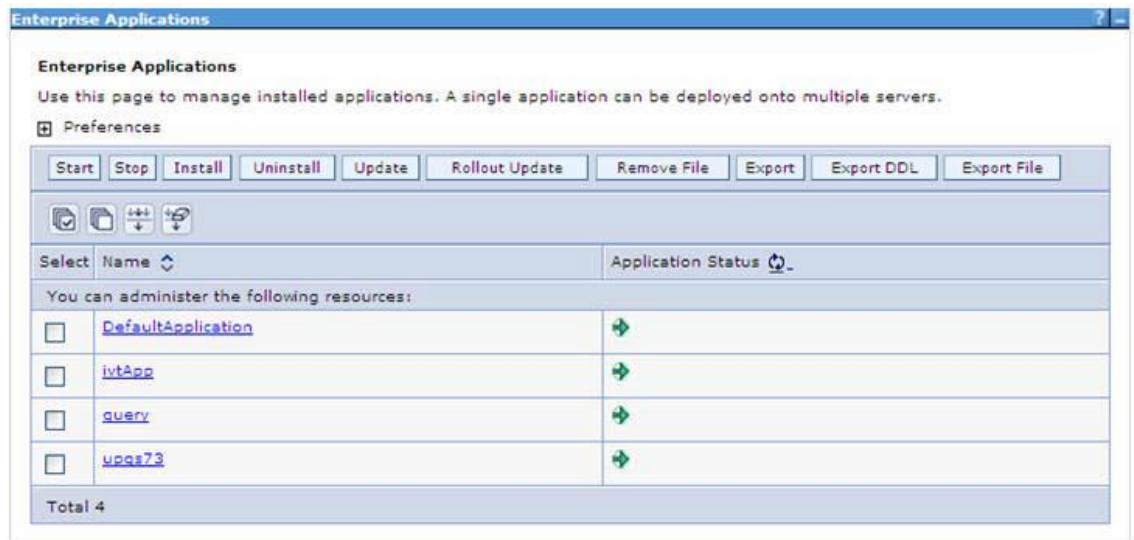 Enterprise Applications ? -
Enterprise Applications
Use this page to manage installed applications. A single application can be deployed onto multiple servers.
Preferences
Start Stop Install Uninstall Update Rollout Update Remove File Export Export DDL Export File
Select Name Application Status
You can administer the following resources:
DefaultApplication
ivtApp
query
upqs73
Total 4